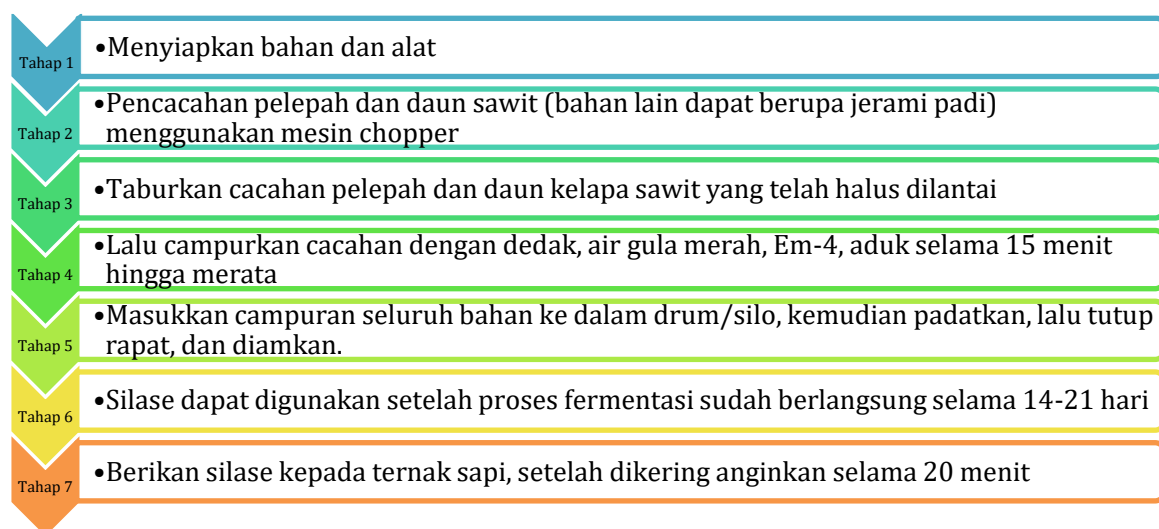 Tahap 1
•Menyiapkan bahan dan alat
Tahap 2
•Pencacahan pelepah dan daun sawit (bahan lain dapat berupa jerami padi)
menggunakan mesin chopper
Tahap 3
•Taburkan cacahan pelepah dan daun kelapa sawit yang telah halus dilantai
Tahap 4
•Lalu campurkan cacahan dengan dedak, air gula merah, Em-4, aduk selama 15 menit
hingga merata
Tahap 5
•Masukkan campuran seluruh bahan ke dalam drum/silo, kemudian padatkan, lalu tutup
rapat, dan diamkan.
Tahap 6
•Silase dapat digunakan setelah proses fermentasi sudah berlangsung selama 14-21 hari
Tahap 7
•Berikan silase kepada ternak sapi, setelah dikering anginkan selama 20 menit